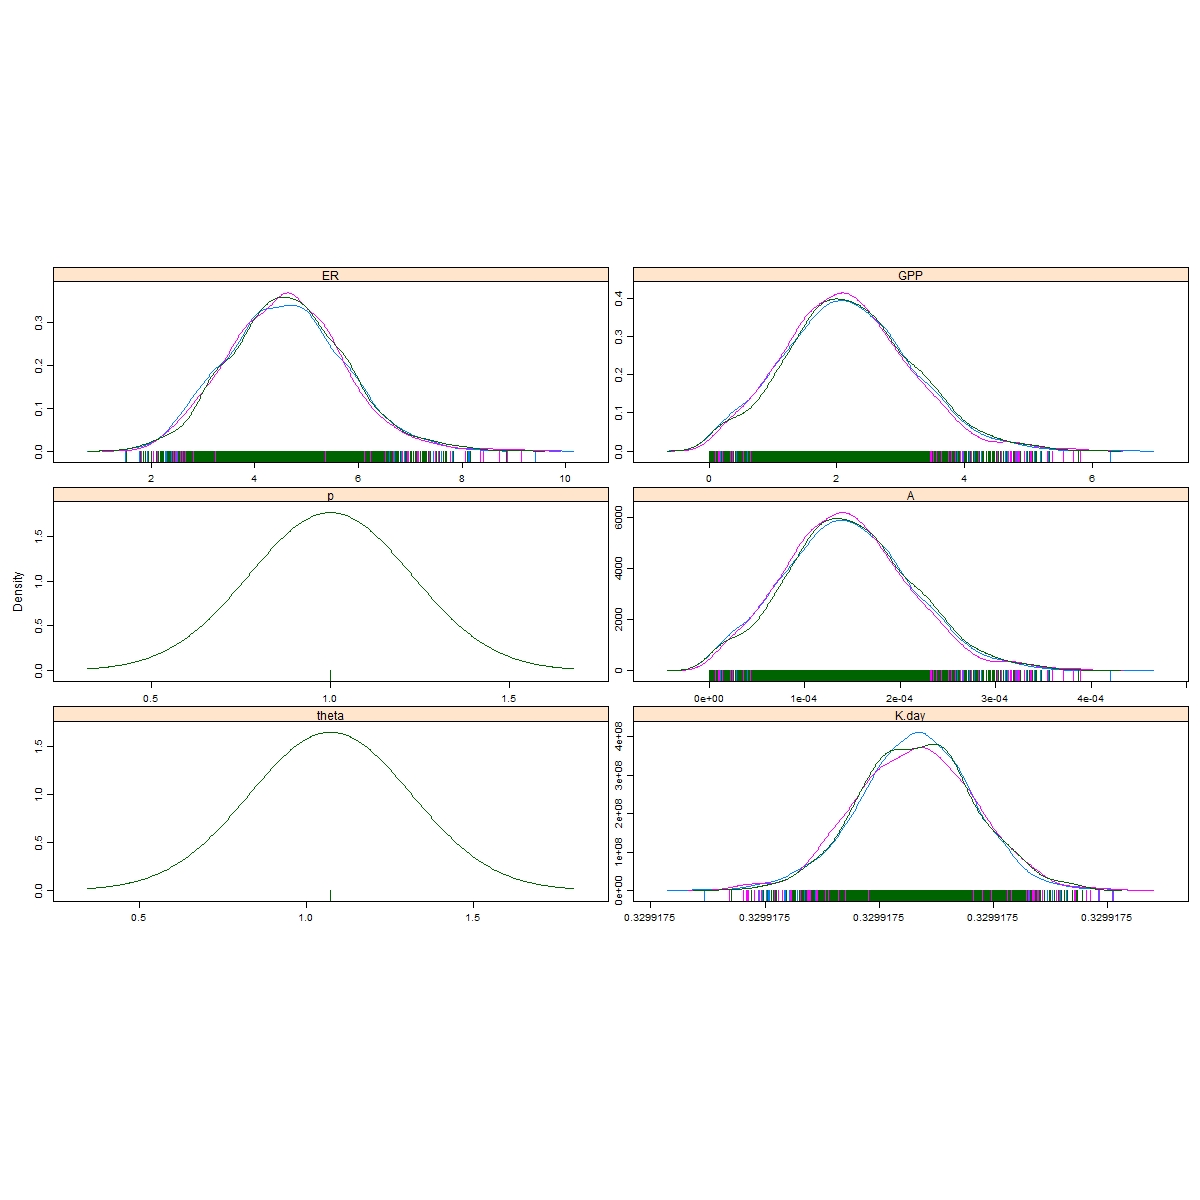 ER
GPP
0.0 0.1 0.2 0.3
2 4 6 8 10
0.0 0.1 0.2 0.3 0.4
0 2 4 6
p
A
Density
0.0 0.5 1.0 1.5
0.5 1.0 1.5
0 2000 4000 6000
0e+00 1e-04 2e-04 3e-04 4e-04
theta
K.day
0.0 0.5 1.0 1.5
0.5 1.0 1.5
0e+00 1e+08 2e+08 3e+08 4e+08
0.3299175 0.3299175 0.3299175 0.3299175 0.3299175